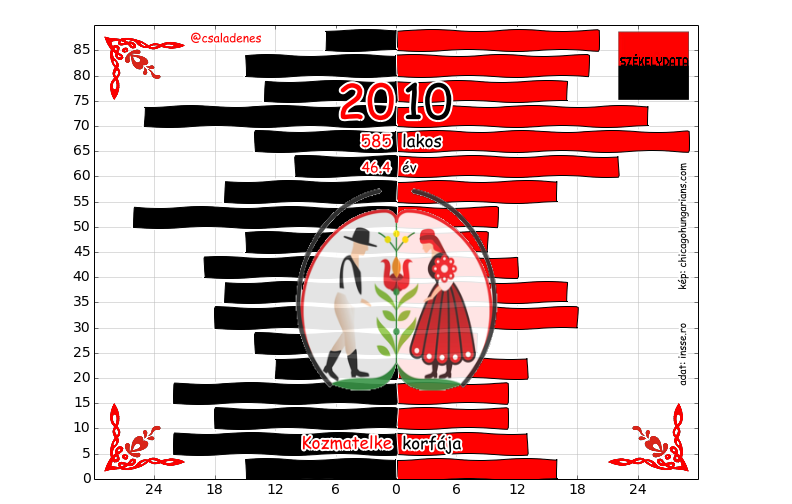 @csaladenes
SZÉKELYDATA
2010
585 lakos
46.4 év
kép: chicagohungarians.com
adat: insse.ro
Kozmatelke korfája
85
80
75
70
65
60
55
50
45
40
35
30
25
20
15
10
5
0
24 18 12 6 0 6 12 18 24